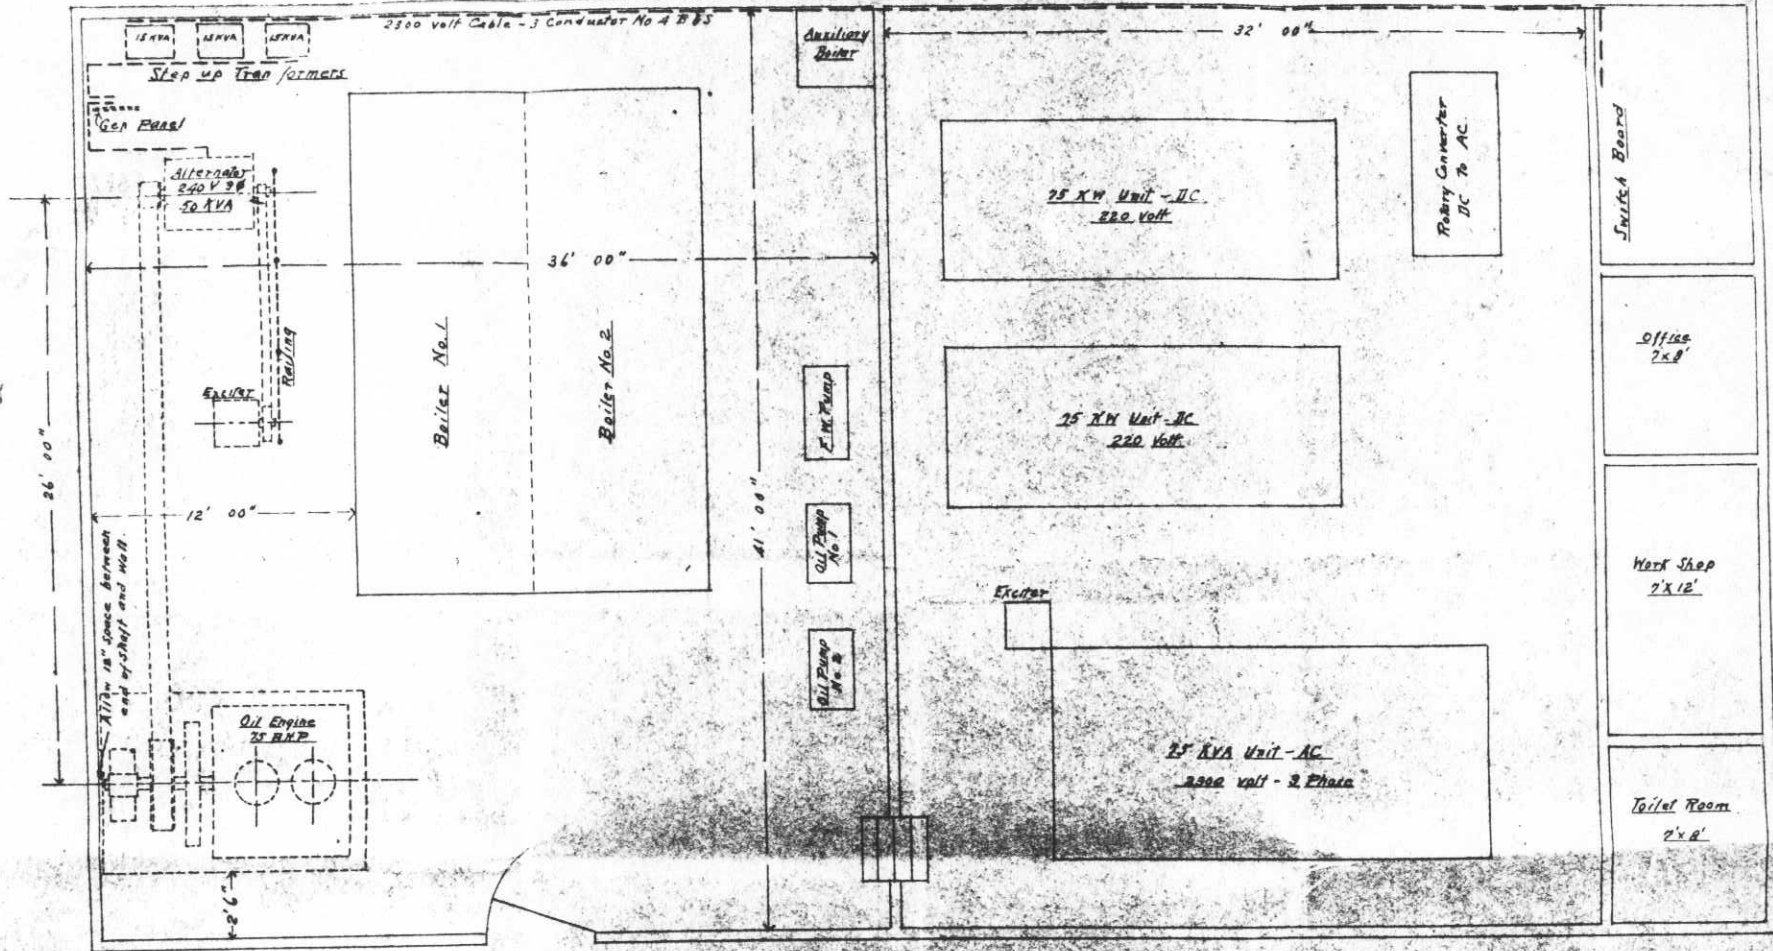 2300 volt Cable - 3 Conductor No 4 B & S
15 KVA
15 KVA
15 KVA
Step up Tranformers
Gen Panel
Alternator
240 V 3Φ
50 KVA
Railing
Exciter
26' 00"
12' 00"
36' 00"
Boiler No. 1
Boiler No. 2
41' 00"
Allow 12" space between
end of shaft and Wall
Oil Engine
75 BHP
2'6"
Auxiliary
Boiler
F.W. Pump
Oil Pump
No 1
Oil Pump
No 2
32' 00"
75 KW Unit - DC
220 Volt
75 KW Unit - DC
220 Volt
Rotary Converter
DC To AC
Exciter
75 KVA Unit - AC
2300 volt - 3 Phase
Switch Board
Office
7 x 8'
Work Shop
7' X 12'
Toilet Room
7' x 8'